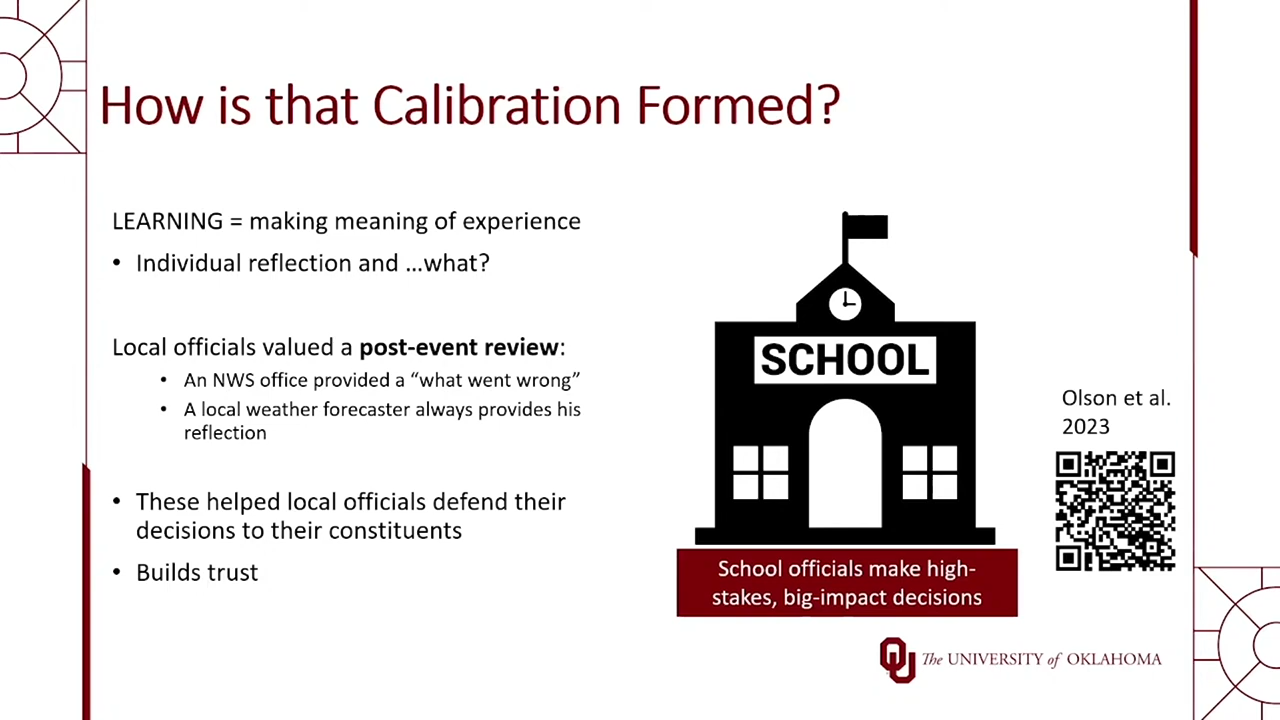 How is that Calibration Formed?
LEARNING = making meaning of experience
• Individual reflection and …what?
Local officials valued a post-event review:
• An NWS office provided a “what went wrong”
• A local weather forecaster always provides his
reflection
• These helped local officials defend their
decisions to their constituents
• Builds trust
SCHOOL
School officials make high-
stakes, big-impact decisions
Olson et al.
2023
OU The UNIVERSITY of OKLAHOMA